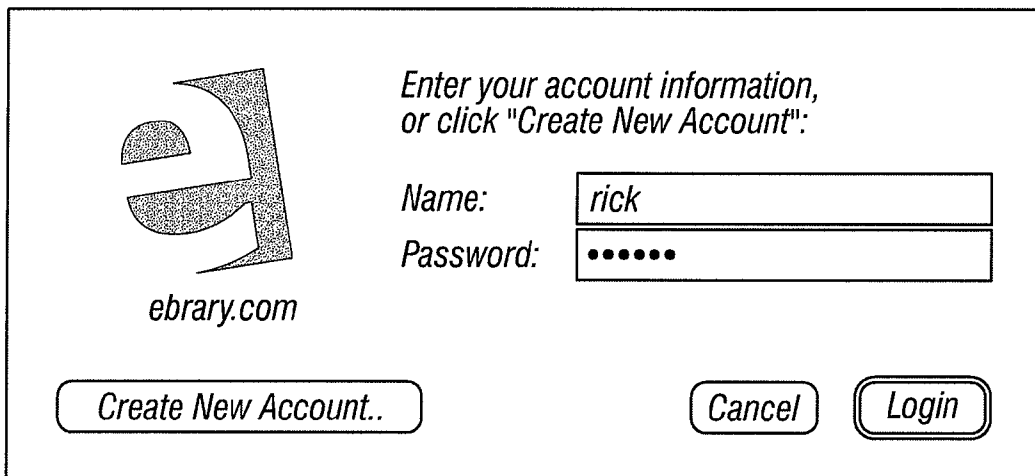 Enter your account information,
or click "Create New Account":
Name: rick
Password: ••••••
ebrary.com
Create New Account..
Cancel
Login